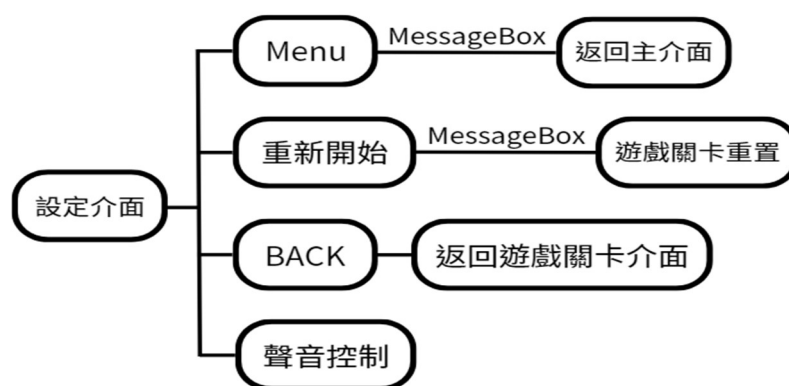 Menu
MessageBox
返回主介面
重新開始
MessageBox
遊戲關卡重置
設定介面
BACK
返回遊戲關卡介面
聲音控制